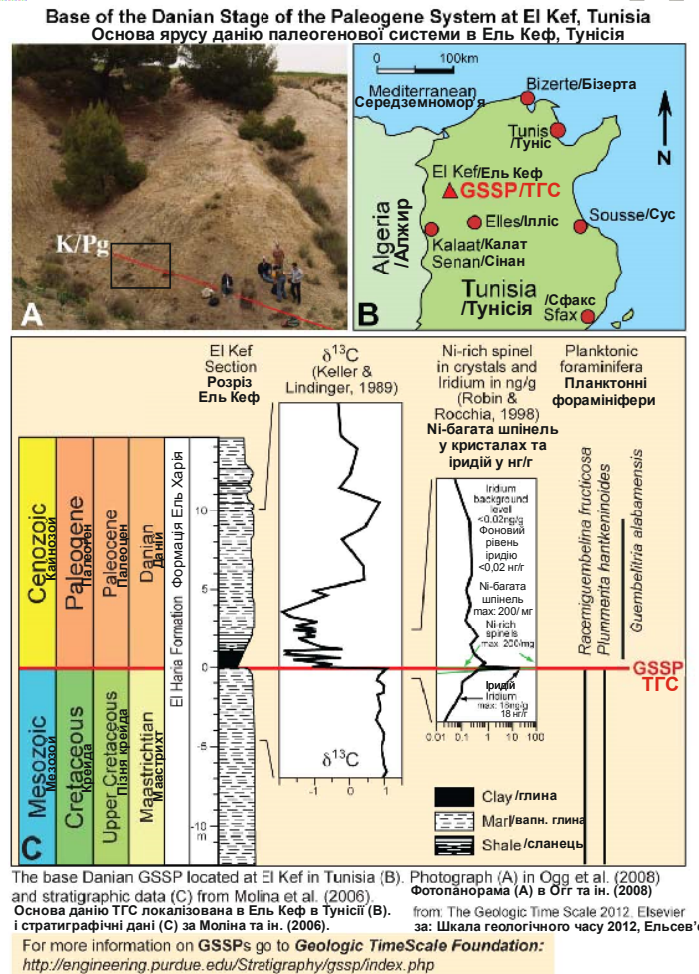 Base of the Danian Stage of the Paleogene System at El Kef, Tunisia
Основа ярусу данію палеогенової системи в Ель Кеф, Тунісія
K/Pg
A
0 100km
Mediterranean
Середземномор'я
Bizerte/Бізерта
Tunis
/Туніс
N
El Kef/Ель Кеф
GSSP/ТГС
Elles/Ілліс
Sousse/Сус
Kalaat/Калат
Senan/Сінан
Algeria
/Алжир
Tunisia
/Тунісія
/Сфакс
Sfax
B
El Kef
Section
Розріз
Ель Кеф
δ13C
(Keller &
Lindinger, 1989)
Ni-rich spinel
in crystals and
Iridium in ng/g
(Robin &
Rocchia, 1998)
Ni-багата шпінель
у кристалах та
іридій у нг/г
Planktonic
foraminifera
Планктонні
форамініфери
Cenozoic
Кайнозой
Paleogene
Палеоген
Paleocene
Палеоцен
Danian
Даній
Mesozoic
Мезозой
Cretaceous
Крейда
Upper Cretaceous
Пізня крейда
Maastrichtian
Маастрихт
El Haria Formation Формація Ель Харія
10
5
0
-5
-10
m
δ13C
-1 0 1
Iridium
background
level
<0.02ng/g
Фоновий
рівень
іридію
<0,02 нг/г
Ni-багата
шпінель
max: 200/ мг
Ni-rich
spinels
max: 200/mg
Іридій
Iridium
max: 18ng/g
18 нг/г
0.01 0.1 1 10 100
Racemiguembelina fructicosa
Plummerita hantkeninoides
Guembelitria alabamensis
GSSP
ТГС
Clay/глина
Marl/вапн. глина
Shale/сланець
C
The base Danian GSSP located at El Kef in Tunisia (B). Photograph (A) in Ogg et al. (2008)
and stratigraphic data (C) from Molina et al. (2006).
Фотопанорама (А) в Огг та ін. (2008)
Основа данію ТГС локалізована в Ель Кеф в Тунісії (В).
і стратиграфічні дані (С) за Моліна та ін. (2006).
from: The Geologic Time Scale 2012, Elsevier
за: Шкала геологічного часу 2012, Ельсев'
For more information on GSSPs go to Geologic TimeScale Foundation:
http://engineering.purdue.edu/Stratigraphy/gssp/index.php